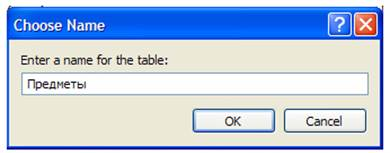 Choose Name
Enter a name for the table:
Предметы
OK Cancel